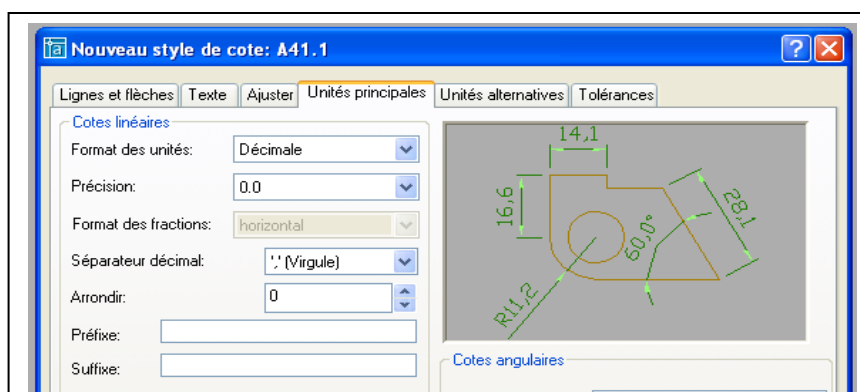 Nouveau style de cote: A41.1
Lignes et flèches Texte Ajuster Unités principales Unités alternatives Tolérances
Cotes linéaires
Format des unités: Décimale
Précision: 0.0
Format des fractions: horizontal
Séparateur décimal: ',' (Virgule)
Arrondir: 0
Préfixe:
Suffixe:
14,1
16,6
28,1
60,0°
R11,2
Cotes angulaires